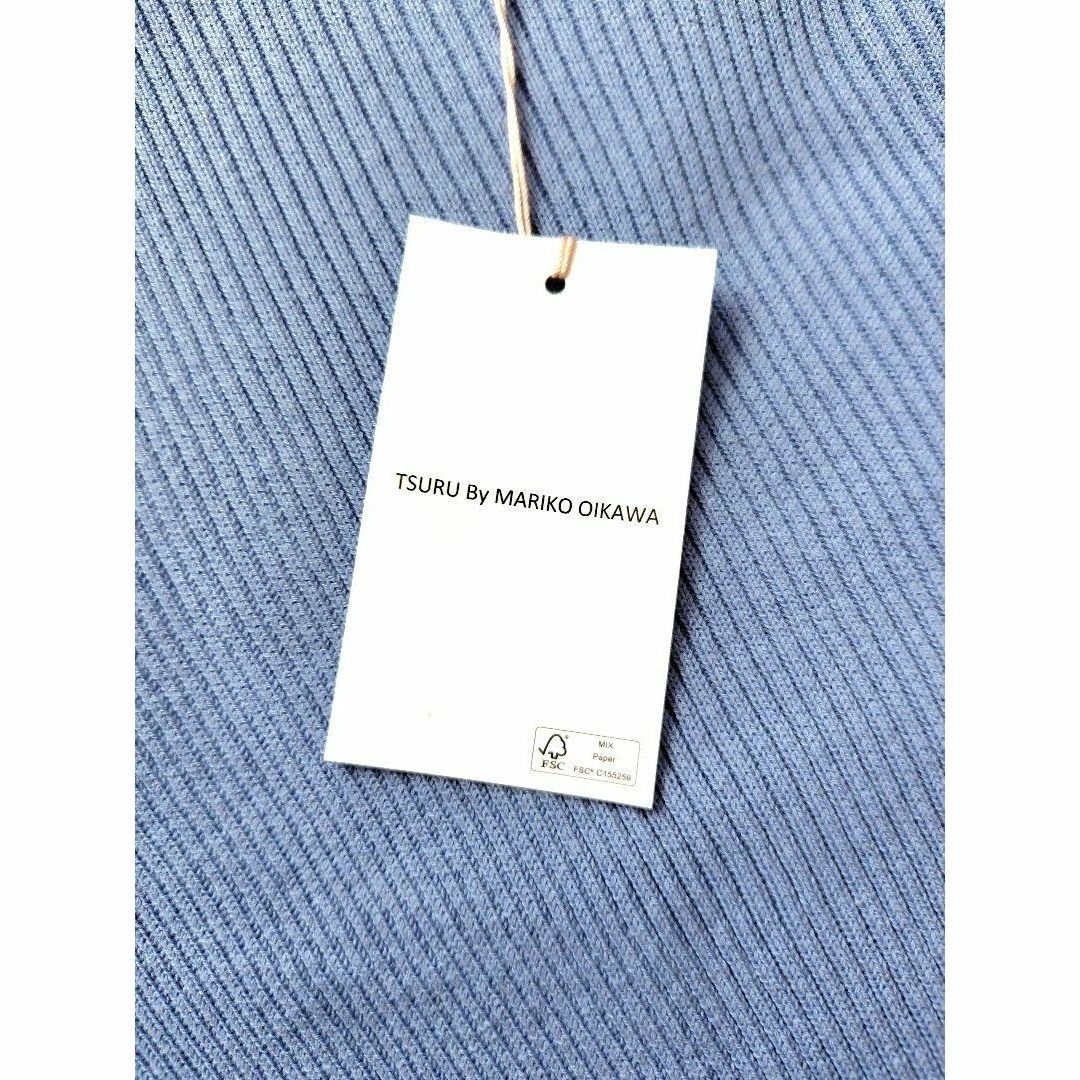 TSURU By MARIKO OIKAWA
MIX
Paper
FSC® C155256
FSC